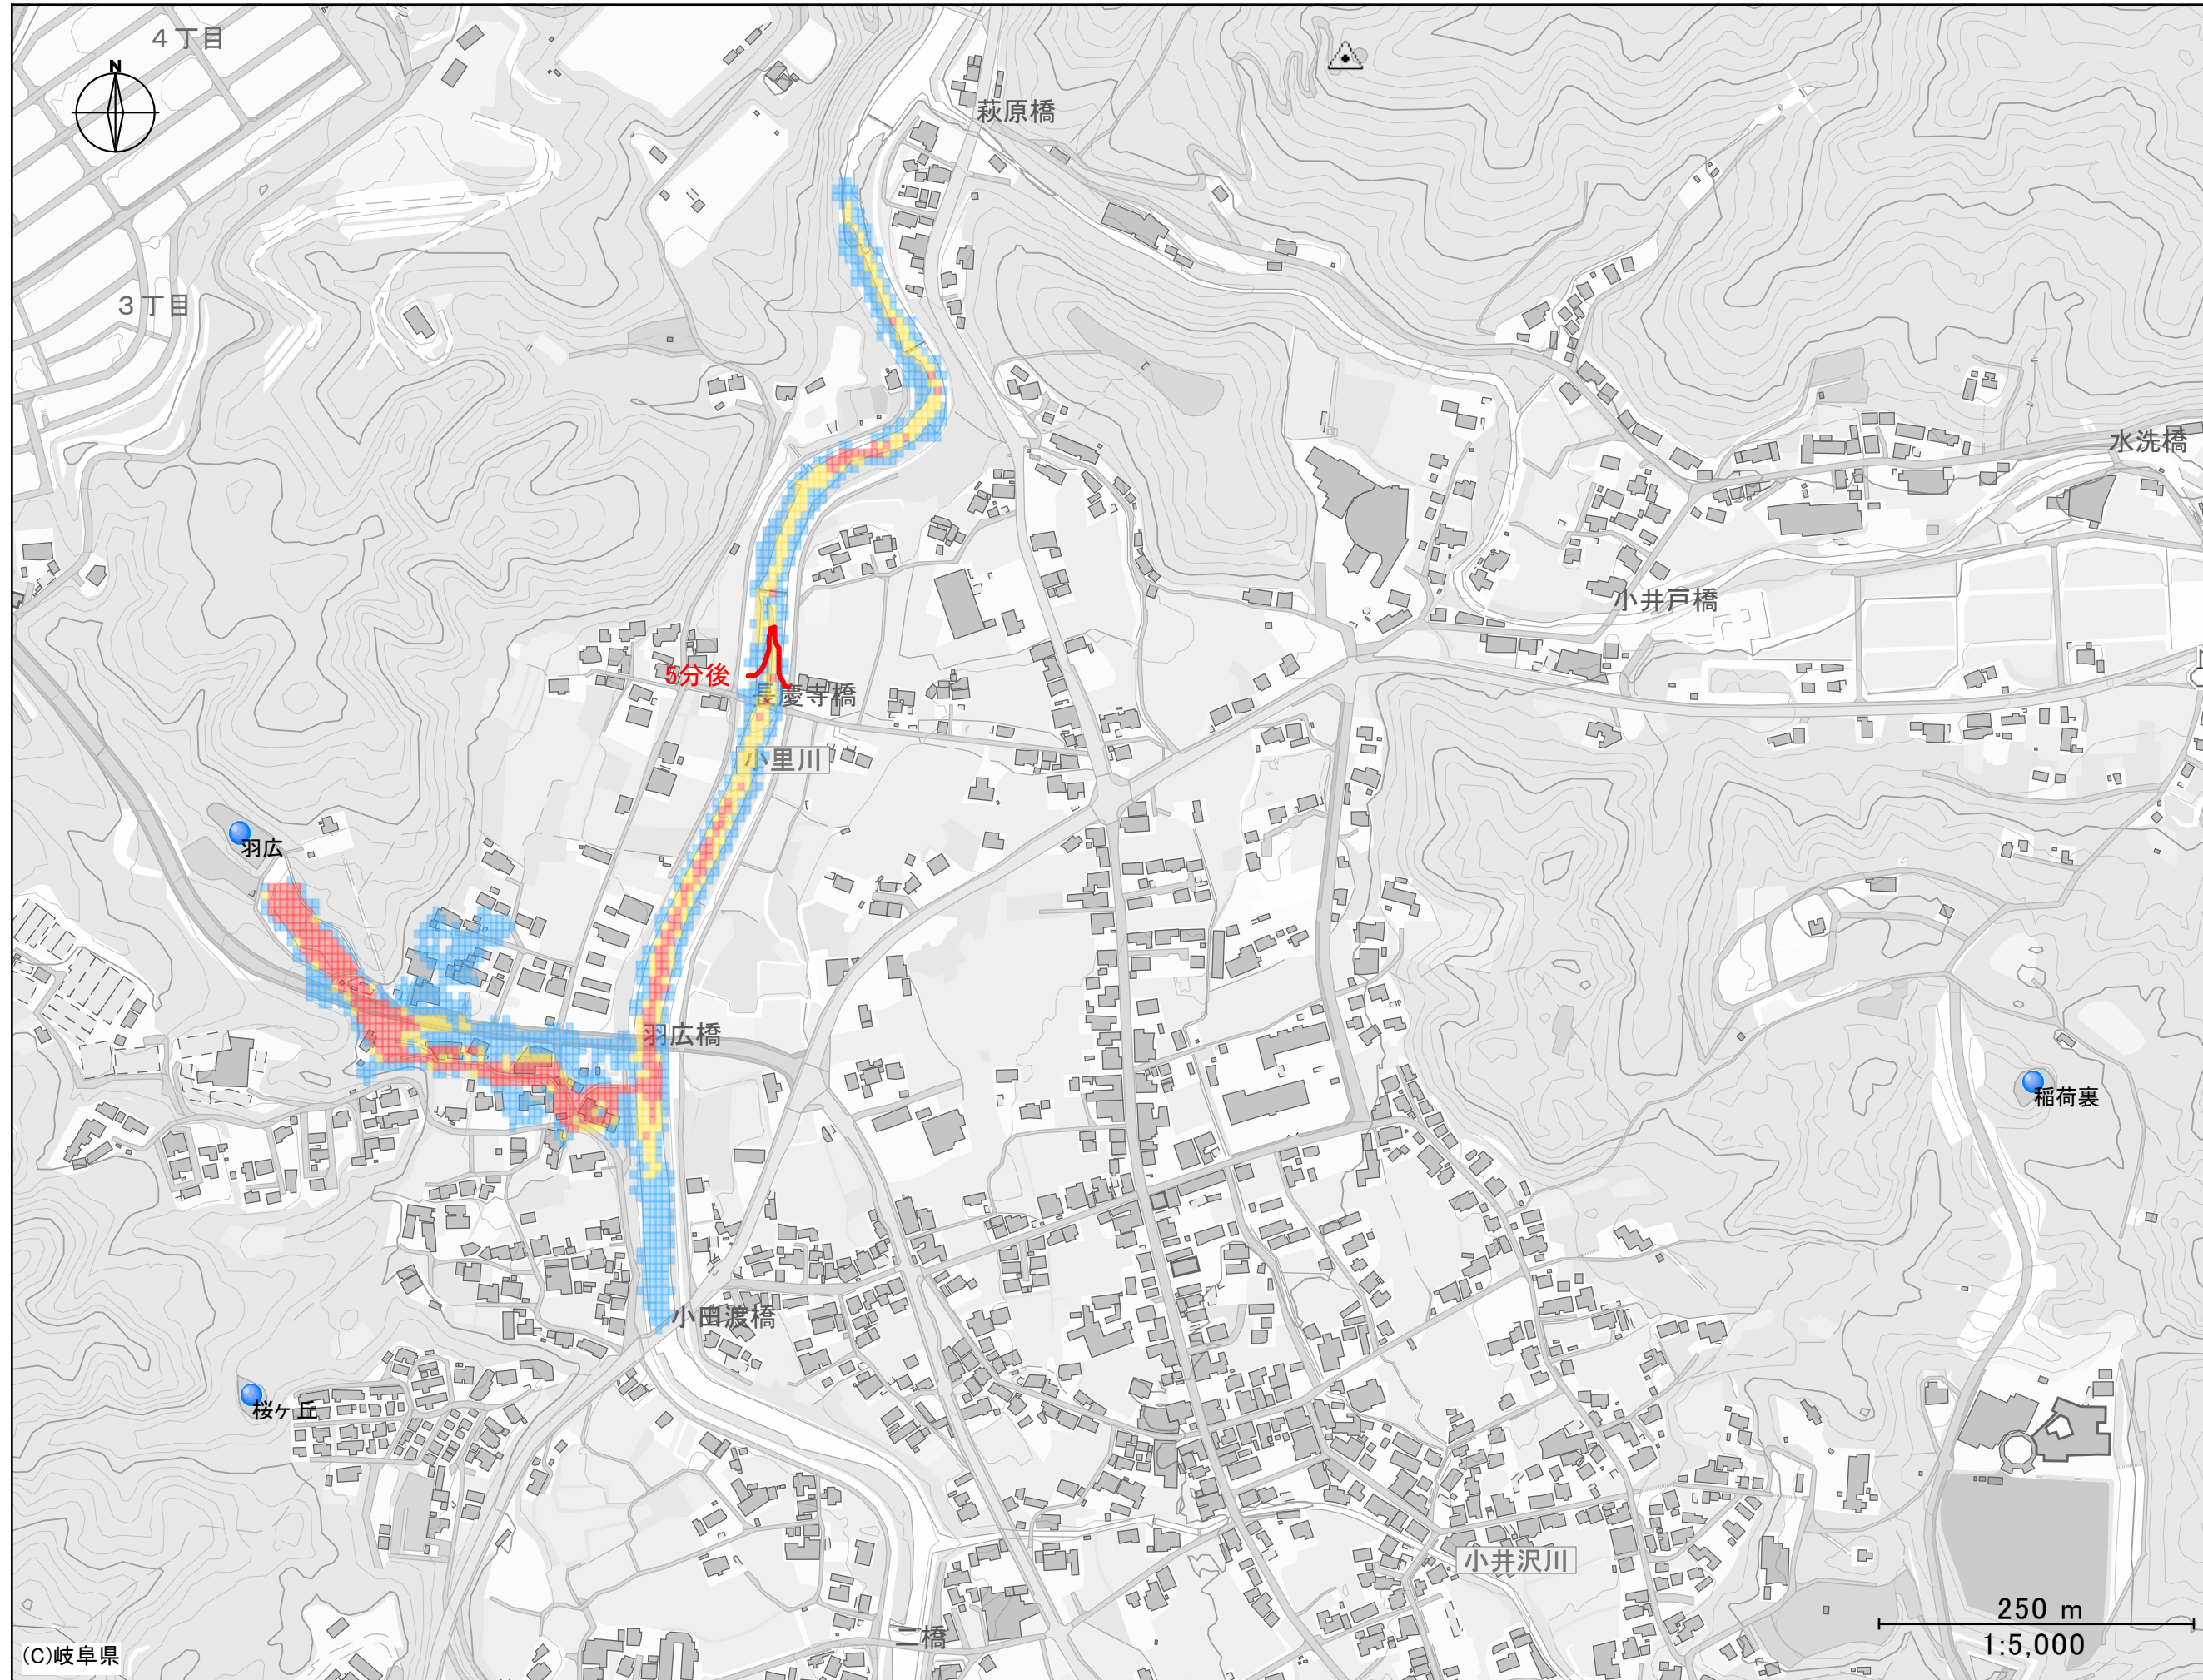 ４丁目
N
萩原橋
３丁目
水洗橋
小井戸橋
5分後
長慶寺橋
小里川
羽広
羽広橋
稲荷裏
小田渡橋
桜ヶ丘
小井沢川
二橋
250 m
1:5,000
(C)岐阜県